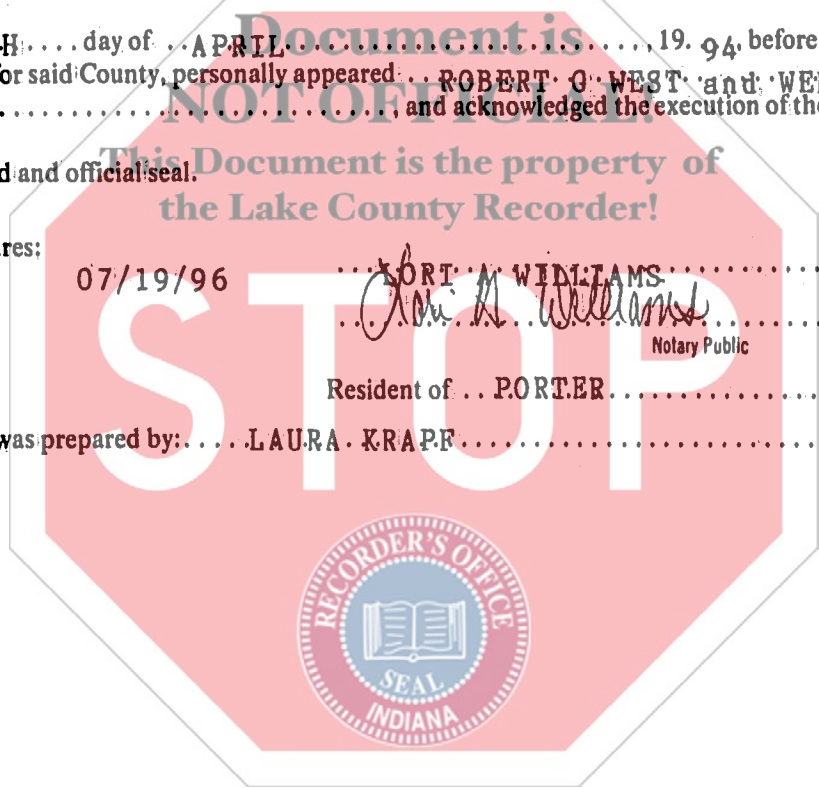 Document is
H....day of ..APRIL...................., 19. 94, before
or said County, personally appeared ..ROBERT O WEST and WE
NOT OFFICIAL!
............................, and acknowledged the execution of the
This Document is the property of
d and official seal.
the Lake County Recorder!
res:
07/19/96
LORI A WILLIAMS
Lori A Williams
Notary Public
STOP
Resident of ..PORTER
was prepared by:.....LAURA KRAPF
RECORDER'S OFFICE
SEAL
INDIANA